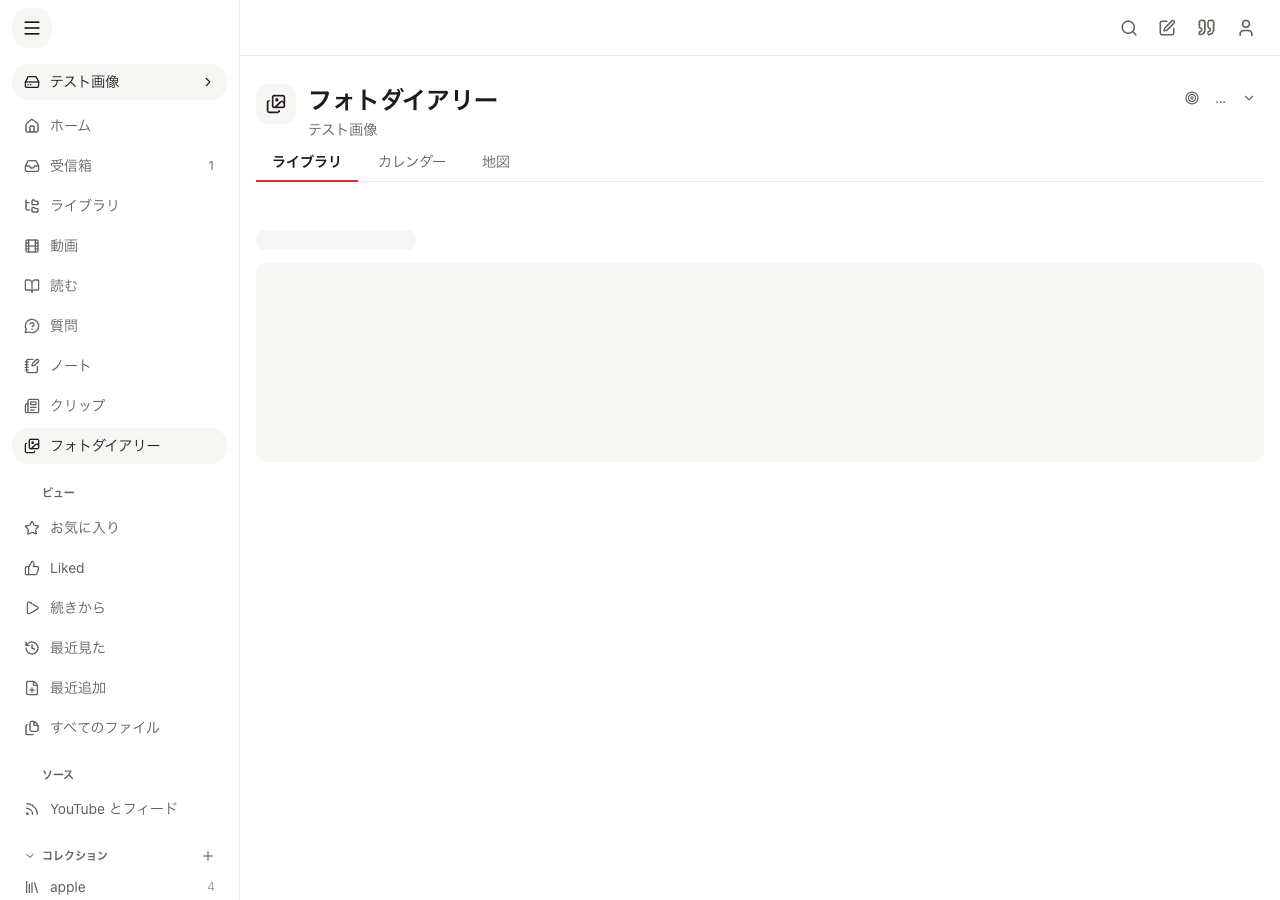 テスト画像
ホーム
受信箱 1
ライブラリ
動画
読む
質問
ノート
クリップ
フォトダイアリー
ビュー
お気に入り
Liked
続きから
最近見た
最近追加
すべてのファイル
ソース
YouTube とフィード
コレクション
apple 4
フォトダイアリー
...
テスト画像
ライブラリ カレンダー 地図